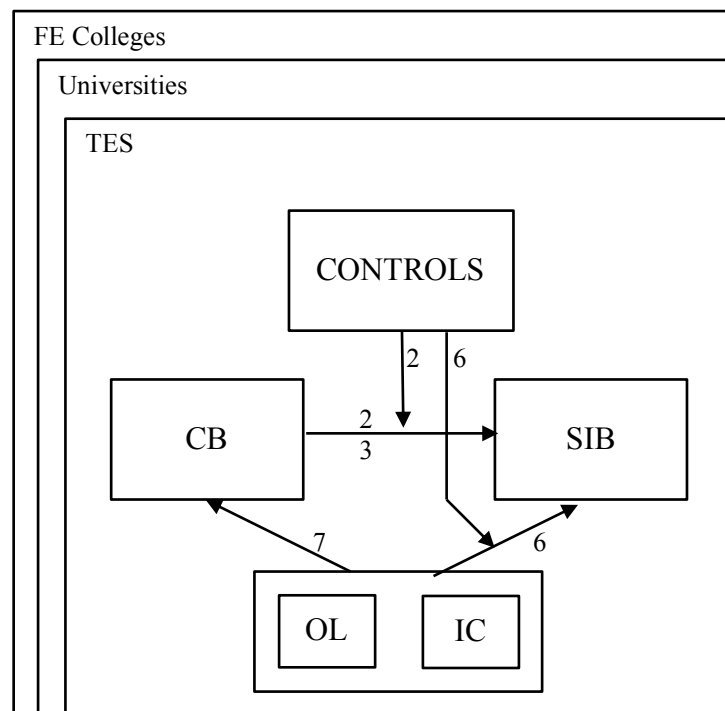 FE Colleges
Universities
TES
CONTROLS
2
6
CB
2
3
SIB
7
6
OL
IC